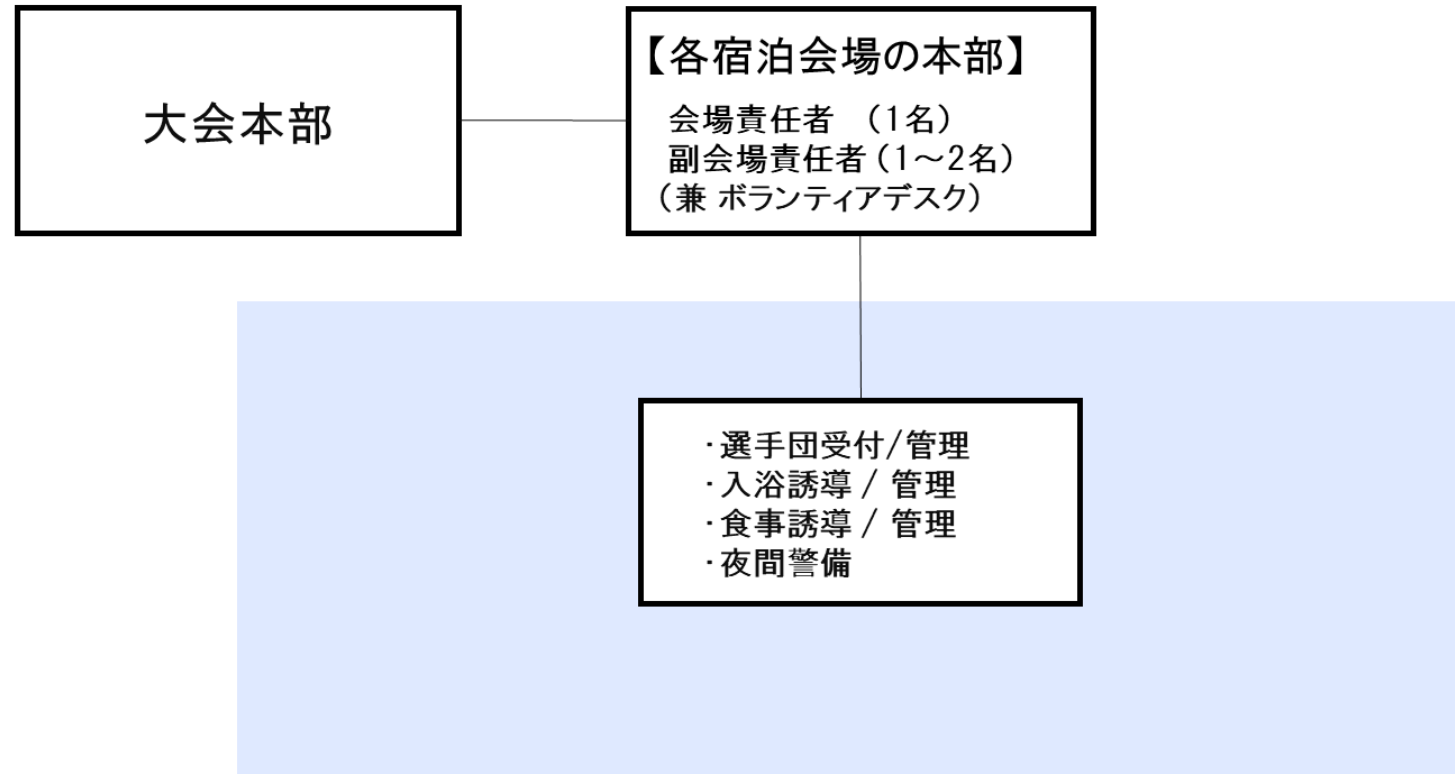 大会本部
【各宿泊会場の本部】
会場責任者 (1名)
副会場責任者(1~2名)
(兼 ボランティアデスク)
・選手団受付/管理
・入浴誘導 / 管理
・食事誘導 / 管理
・夜間警備